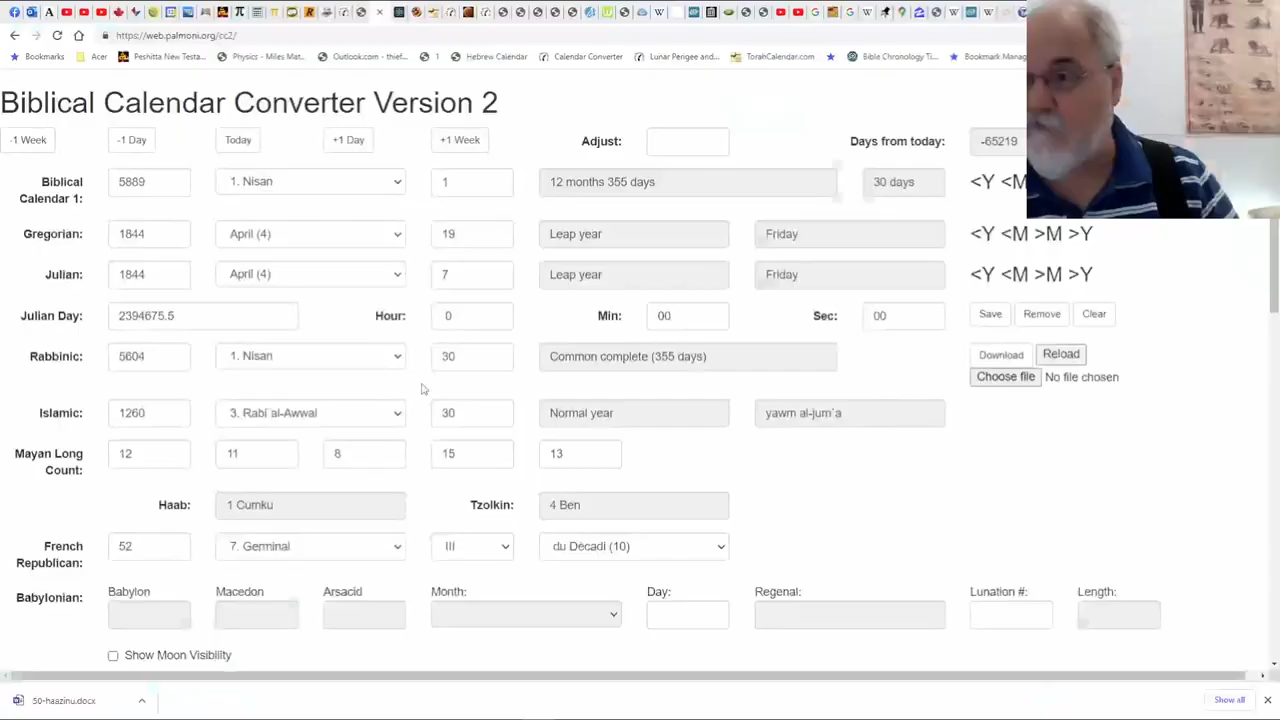 https://web.palmoni.org/cc2/
Bookmarks Acer Peshitta New Testa... Physics - Miles Mat... Outlook.com - thief... 1 Hebrew Calendar Calendar Converter Lunar Perigee and... TorahCalendar.com Bible Chronology Ti... Bookmark Manag
Biblical Calendar Converter Version 2
-1 Week -1 Day Today +1 Day +1 Week Adjust: Days from today: -65219
Biblical Calendar 1: 5889 1. Nisan 1 12 months 355 days 30 days <Y <M
Gregorian: 1844 April (4) 19 Leap year Friday <Y <M >M >Y
Julian: 1844 April (4) 7 Leap year Friday <Y <M >M >Y
Julian Day: 2394675.5 Hour: 0 Min: 00 Sec: 00 Save Remove Clear
Rabbinic: 5604 1. Nisan 30 Common complete (355 days) Download Reload
Choose file No file chosen
Islamic: 1260 3. Rabi`al-Awwal 30 Normal year yawm al-jum`a
Mayan Long Count: 12 11 8 15 13
Haab: 1 Cumku Tzolkin: 4 Ben
French Republican: 52 7. Germinal III du Décadi (10)
Babylonian: Babylon Macedon Arsacid Month: Day: Regenal: Lunation #: Length:
Show Moon Visibility
50-haazinu.docx Show all